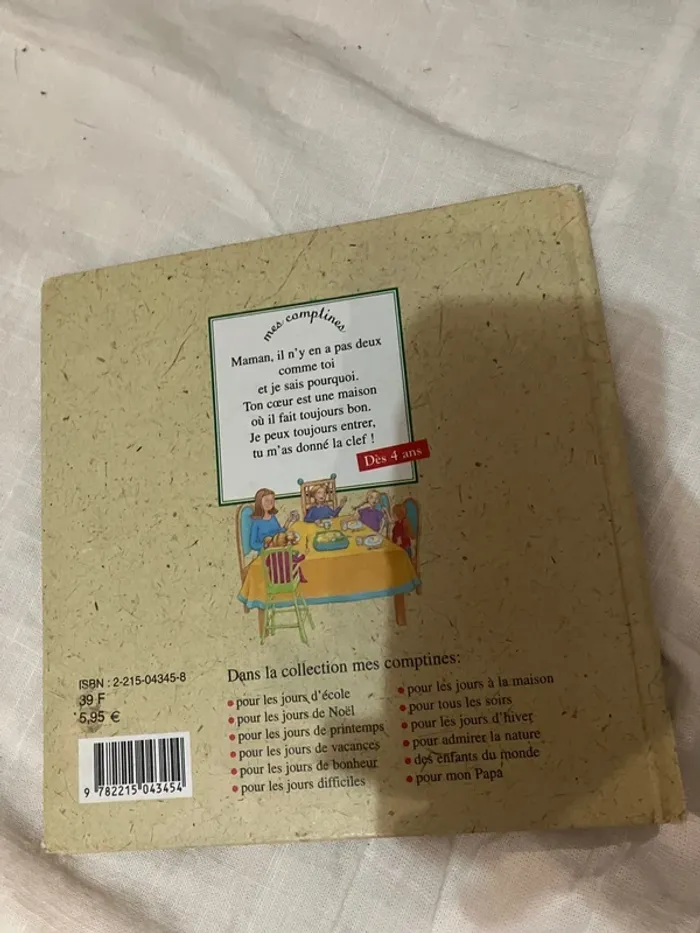 mes comptines
Maman, il n'y en a pas deux
comme toi
et je sais pourquoi.
Ton cœur est une maison
où il fait toujours bon.
Je peux toujours entrer,
tu m'as donné la clef !
Dès 4 ans
ISBN : 2-215-04345-8
39 F
5,95 €
9 782215 043454
Dans la collection mes comptines:
• pour les jours d'école
• pour les jours de Noël
• pour les jours de printemps
• pour les jours de vacances
• pour les jours de bonheur
• pour les jours difficiles
• pour les jours à la maison
• pour tous les soirs
• pour les jours d'hiver
• pour admirer la nature
• des enfants du monde
• pour mon Papa